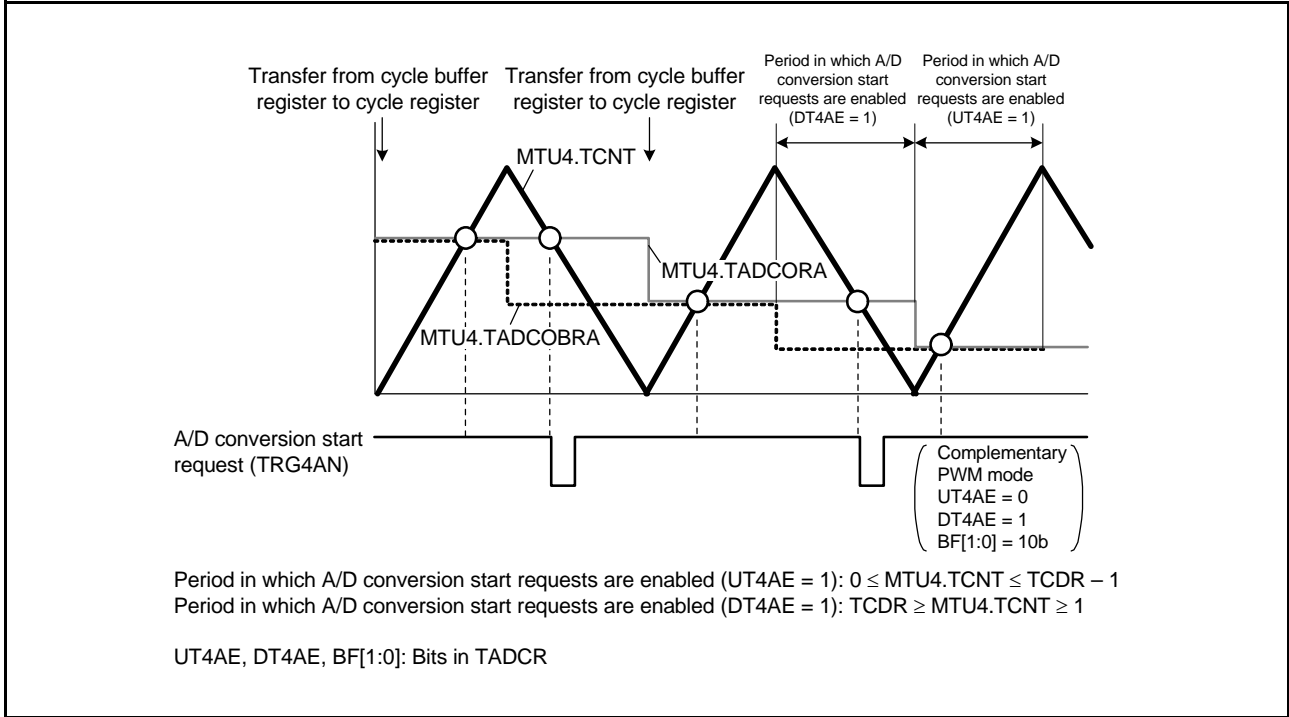 Transfer from cycle buffer
register to cycle register
Transfer from cycle buffer
register to cycle register
Period in which A/D
conversion start
requests are enabled
(DT4AE = 1)
Period in which A/D
conversion start
requests are enabled
(UT4AE = 1)
MTU4.TCNT
MTU4.TADCORA
MTU4.TADCOBRA
A/D conversion start
request (TRG4AN)
Complementary
PWM mode
UT4AE = 0
DT4AE = 1
BF[1:0] = 10b
Period in which A/D conversion start requests are enabled (UT4AE = 1): 0 ≤ MTU4.TCNT ≤ TCDR – 1
Period in which A/D conversion start requests are enabled (DT4AE = 1): TCDR ≥ MTU4.TCNT ≥ 1
UT4AE, DT4AE, BF[1:0]: Bits in TADCR